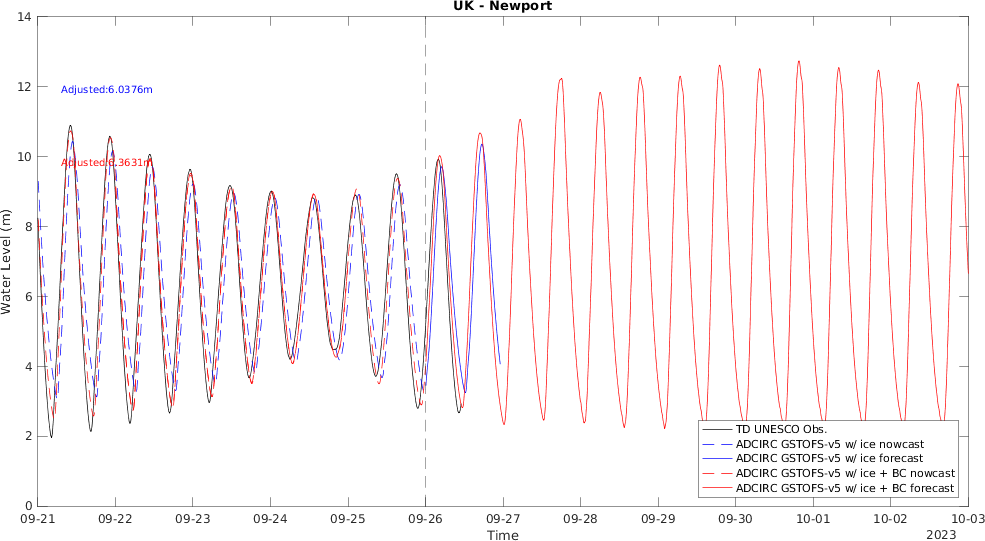 UK - Newport
14
12
10
8
6
4
2
0
Water Level (m)
Adjusted:6.0376m
Adjusted:6.3631m
TD UNESCO Obs.
ADCIRC GSTOFS-v5 w/ ice nowcast
ADCIRC GSTOFS-v5 w/ ice forecast
ADCIRC GSTOFS-v5 w/ ice + BC nowcast
ADCIRC GSTOFS-v5 w/ ice + BC forecast
09-21 09-22 09-23 09-24 09-25 09-26 09-27 09-28 09-29 09-30 10-01 10-02 10-03
Time
2023